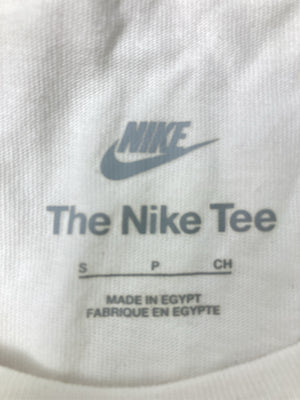 NIKE
The Nike Tee
S P CH
MADE IN EGYPT
FABRIQUE EN EGYPTE